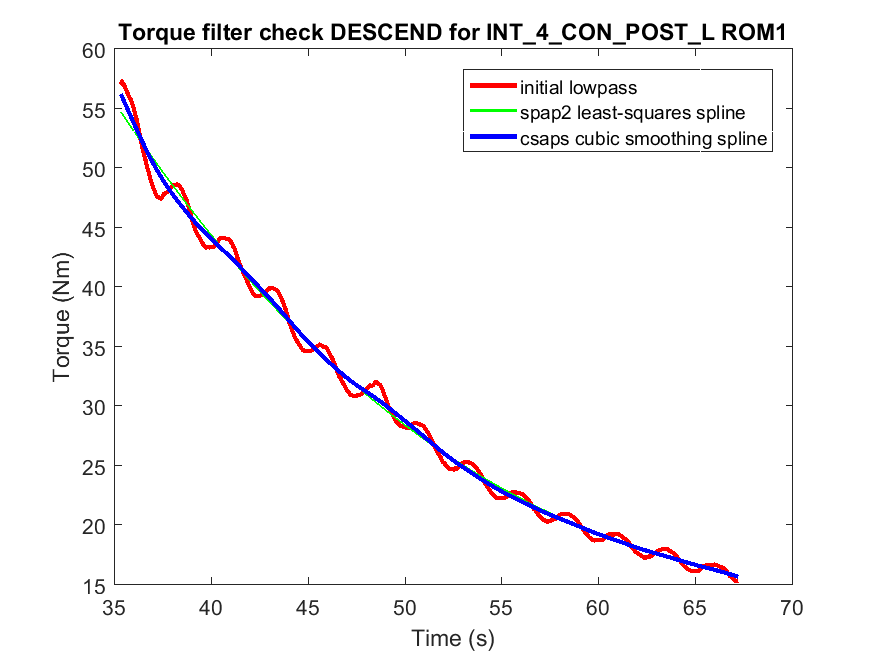 Torque filter check DESCEND for INT_4_CON_POST_L ROM1
initial lowpass
spap2 least-squares spline
csaps cubic smoothing spline
60
55
50
45
40
35
30
25
20
15
Torque (Nm)
35 40 45 50 55 60 65 70
Time (s)